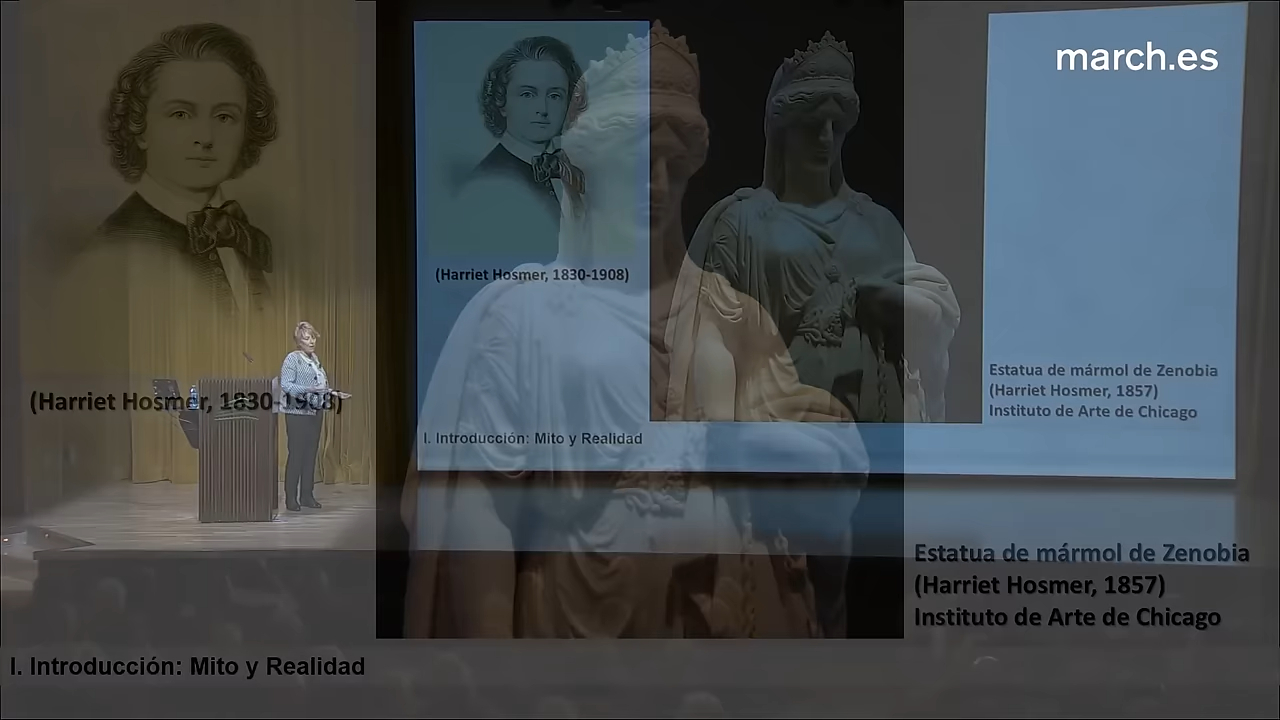 march.es
(Harriet Hosmer, 1830-1908)
Estatua de mármol de Zenobia
(Harriet Hosmer, 1857)
Instituto de Arte de Chicago
I. Introducción: Mito y Realidad
(Harriet Hosmer, 1830-1908)
Estatua de mármol de Zenobia
(Harriet Hosmer, 1857)
Instituto de Arte de Chicago
I. Introducción: Mito y Realidad